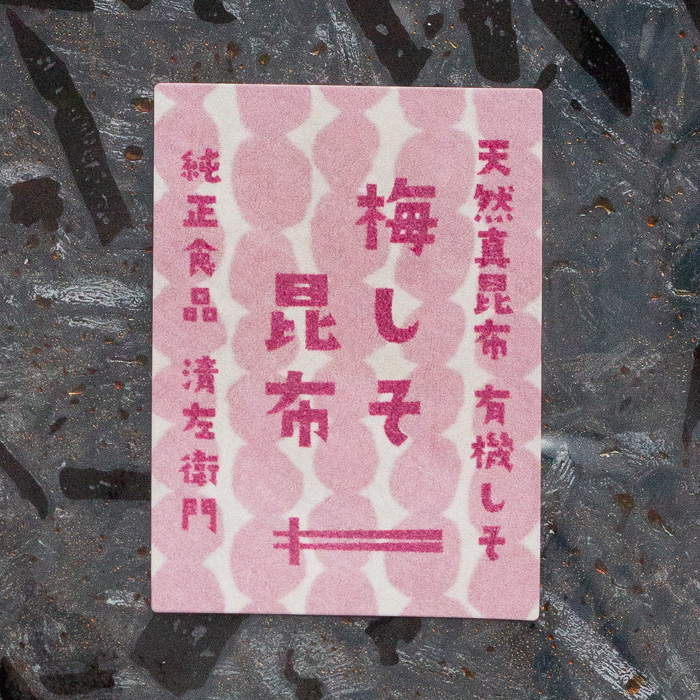 天然真昆布 有機しそ
梅しそ
昆布
純正食品 清左衛門